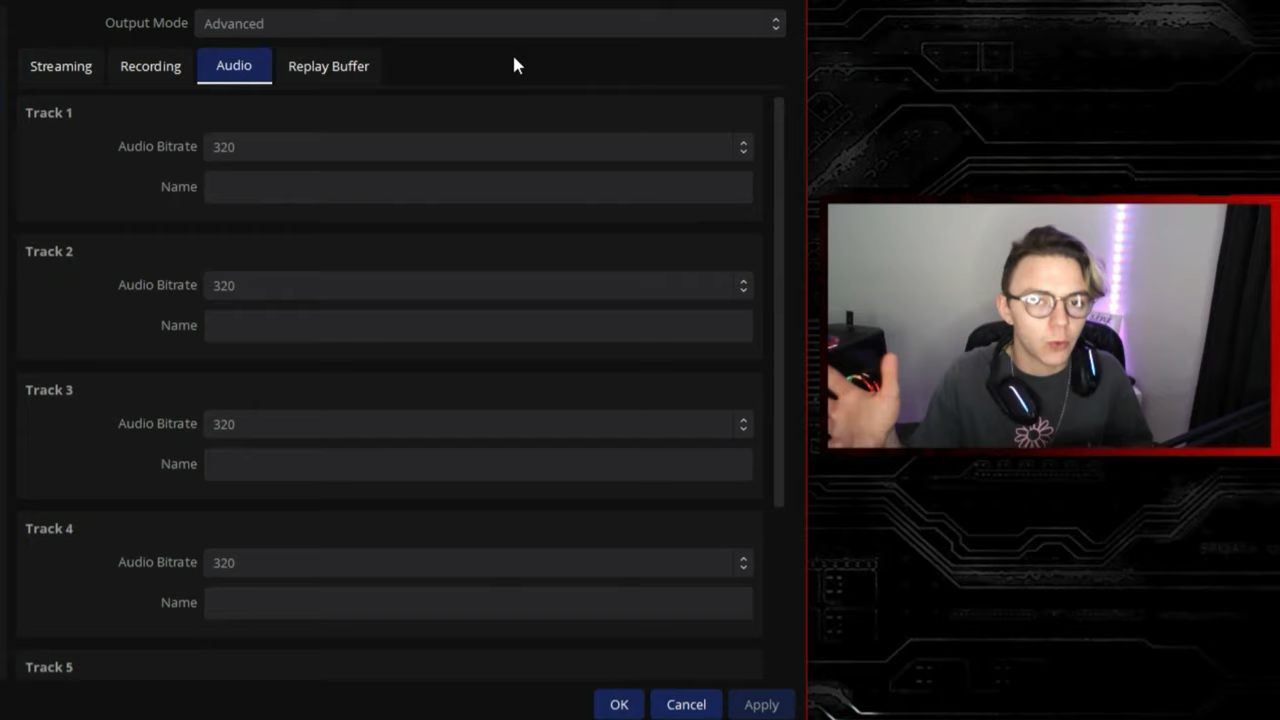 Output Mode Advanced
Streaming Recording Audio Replay Buffer
Track 1
Audio Bitrate 320
Name
Track 2
Audio Bitrate 320
Name
Track 3
Audio Bitrate 320
Name
Track 4
Audio Bitrate 320
Name
Track 5
OK Cancel Apply